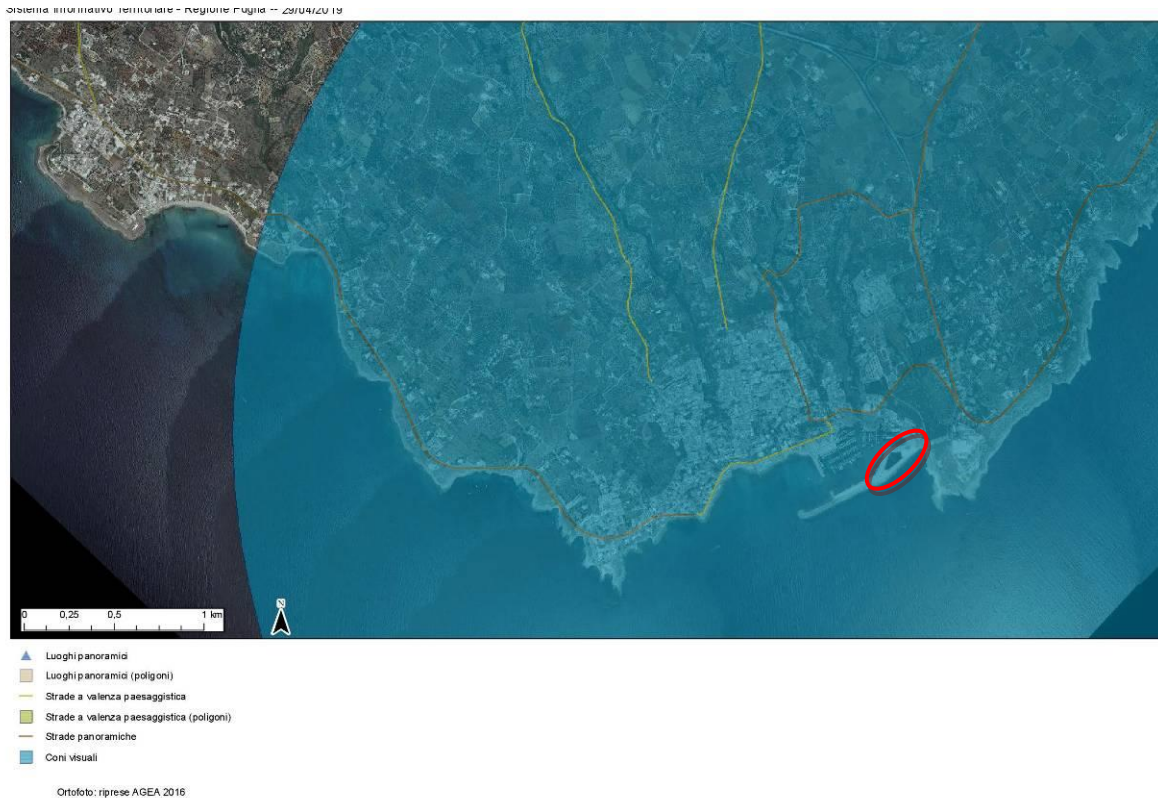 Sistema Informativo Territoriale - Regione Puglia -- 29/04/2019
0 0,25 0,5 1 km
N
Luoghi panoramici
Luoghi panoramici (poligoni)
Strade a valenza paesaggistica
Strade a valenza paesaggistica (poligoni)
Strade panoramiche
Coni visuali
Ortofoto: riprese AGEA 2016